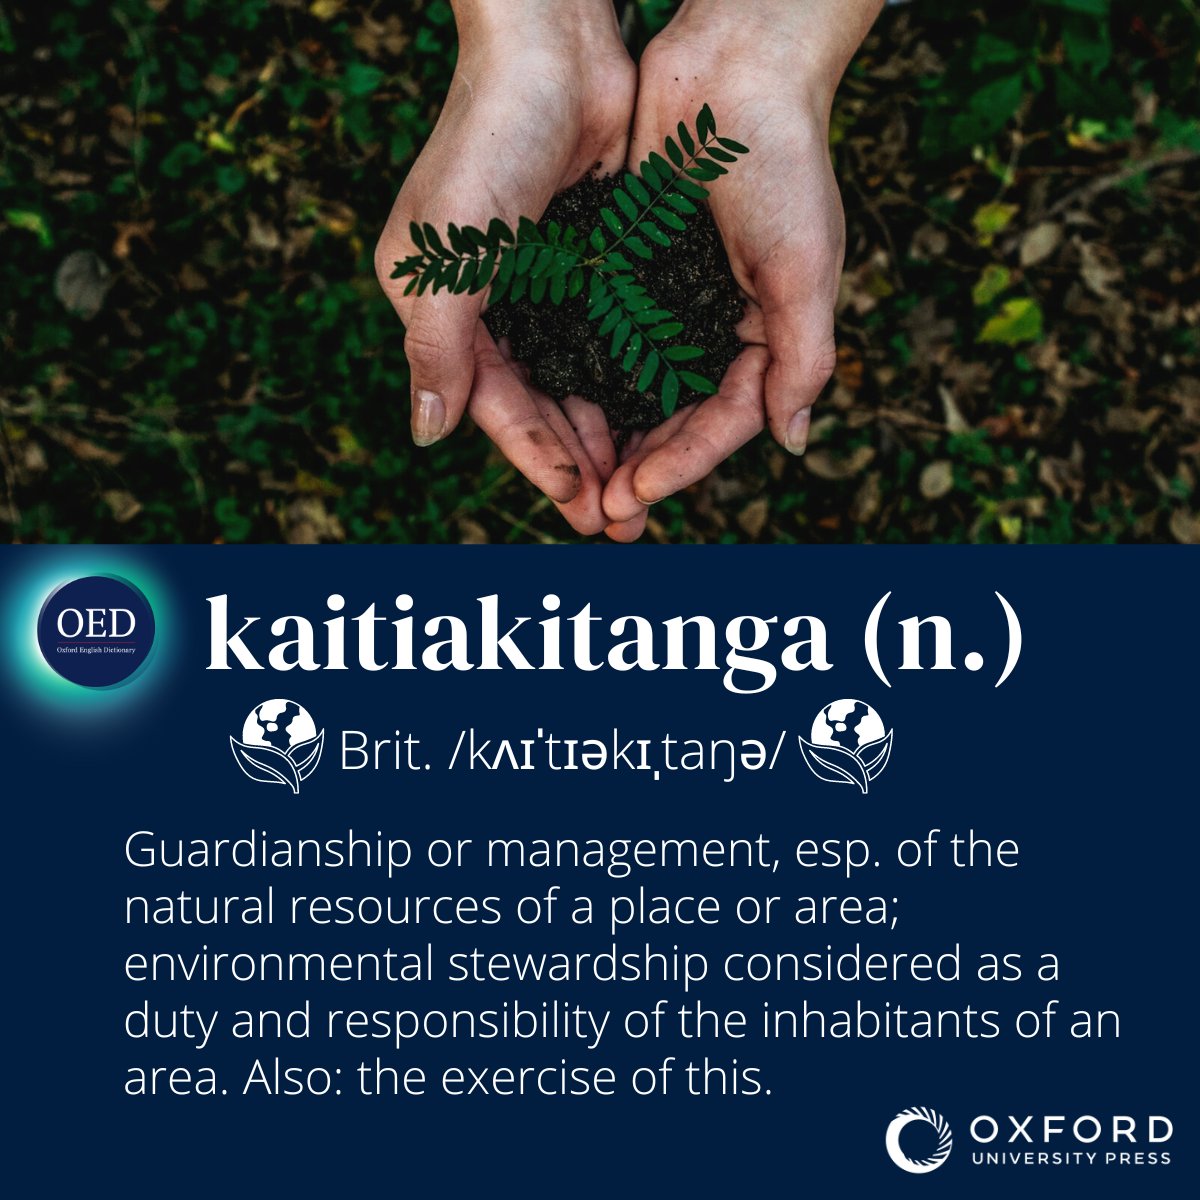 OED
Oxford English Dictionary
kaitiakitanga (n.)
Brit. /kʌɪˈtɪəkɪˌtaŋə/
Guardianship or management, esp. of the
natural resources of a place or area;
environmental stewardship considered as a
duty and responsibility of the inhabitants of an
area. Also: the exercise of this.
OXFORD
UNIVERSITY PRESS